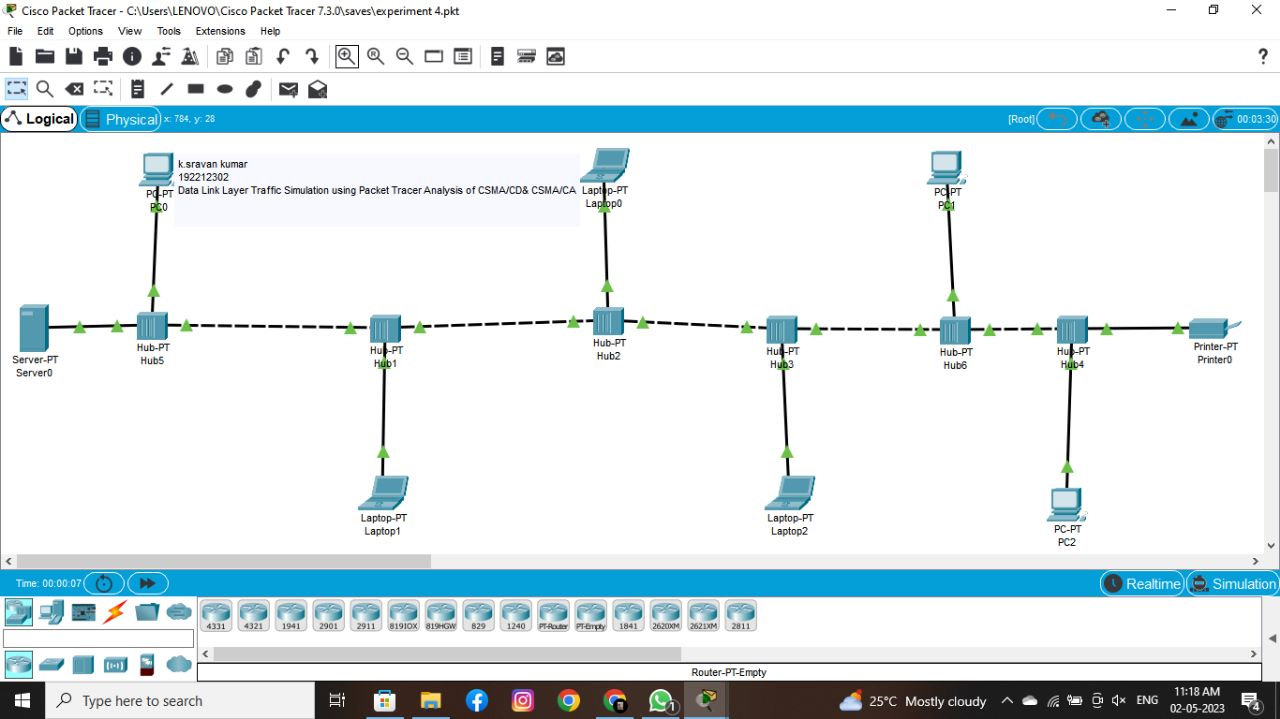 Cisco Packet Tracer - C:\Users\LENOVO\Cisco Packet Tracer 7.3.0\saves\experiment 4.pkt
File Edit Options View Tools Extensions Help
Logical Physical x: 784, y: 28 [Root] 00:03:30
k.sravan kumar
192212302
Data Link Layer Traffic Simulation using Packet Tracer Analysis of CSMA/CD& CSMA/CA
PC-PT
PC0
Laptop-PT
Laptop0
PC-PT
PC1
Server-PT
Server0
Hub-PT
Hub5
Hub-PT
Hub1
Hub-PT
Hub2
Hub-PT
Hub3
Hub-PT
Hub6
Hub-PT
Hub4
Printer-PT
Printer0
Laptop-PT
Laptop1
Laptop-PT
Laptop2
PC-PT
PC2
Time: 00:00:07 Realtime Simulation
4331 4321 1941 2901 2911 819IOX 819HGW 829 1240 PT-Router PT-Empty 1841 2620XM 2621XM 2811
Router-PT-Empty
Type here to search 1 25°C Mostly cloudy ENG 11:18 AM 02-05-2023 4